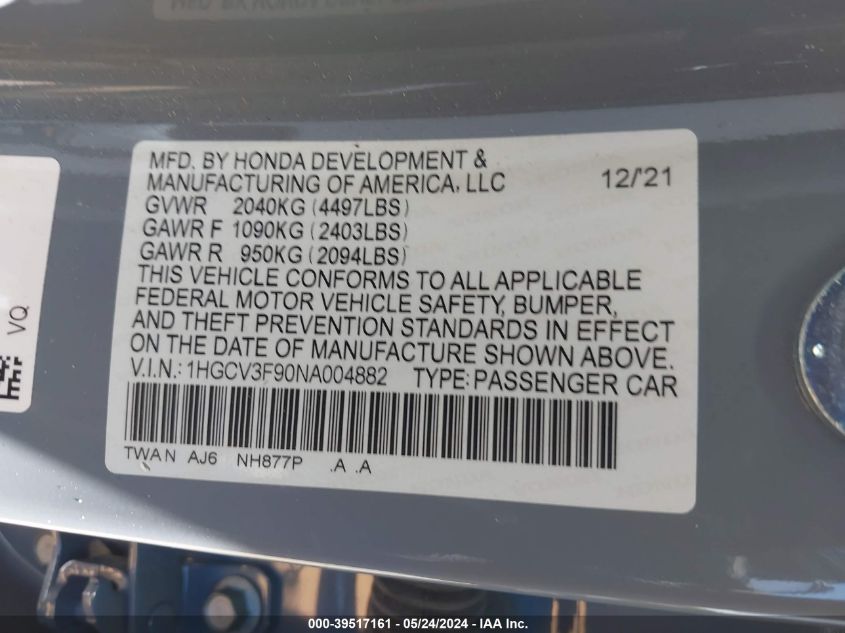 MFD. BY HONDA DEVELOPMENT &
MANUFACTURING OF AMERICA, LLC 12/'21
GVWR 2040KG (4497LBS)
GAWR F 1090KG (2403LBS)
GAWR R 950KG (2094LBS)
THIS VEHICLE CONFORMS TO ALL APPLICABLE
FEDERAL MOTOR VEHICLE SAFETY, BUMPER,
AND THEFT PREVENTION STANDARDS IN EFFECT
ON THE DATE OF MANUFACTURE SHOWN ABOVE.
V.I.N.: 1HGCV3F90NA004882 TYPE: PASSENGER CAR
TWA N AJ6 NH877P .A .A
VQ
000-39517161 - 05/24/2024 - IAA Inc.